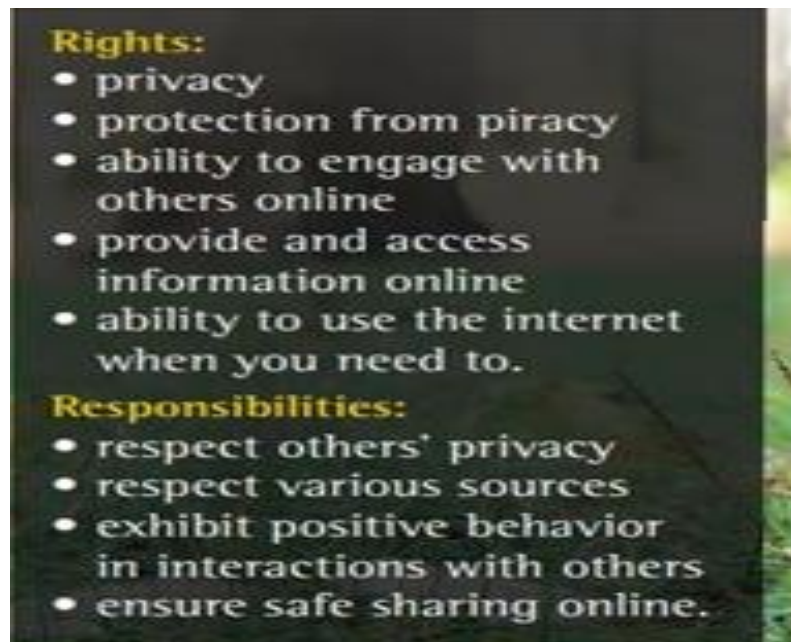 Rights:
• privacy
• protection from piracy
• ability to engage with
others online
• provide and access
information online
• ability to use the internet
when you need to.
Responsibilities:
• respect others' privacy
• respect various sources
• exhibit positive behavior
in interactions with others
• ensure safe sharing online.